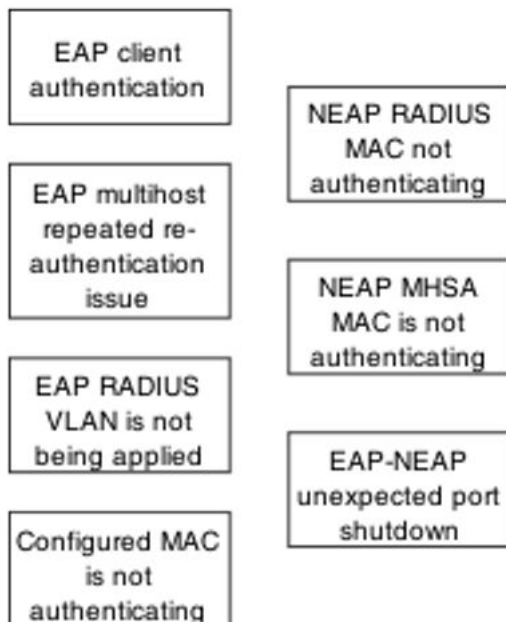 EAP client
authentication
EAP multihost
repeated re-
authentication
issue
EAP RADIUS
VLAN is not
being applied
Configured MAC
is not
authenticating
NEAP RADIUS
MAC not
authenticating
NEAP MHSA
MAC is not
authenticating
EAP-NEAP
unexpected port
shutdown